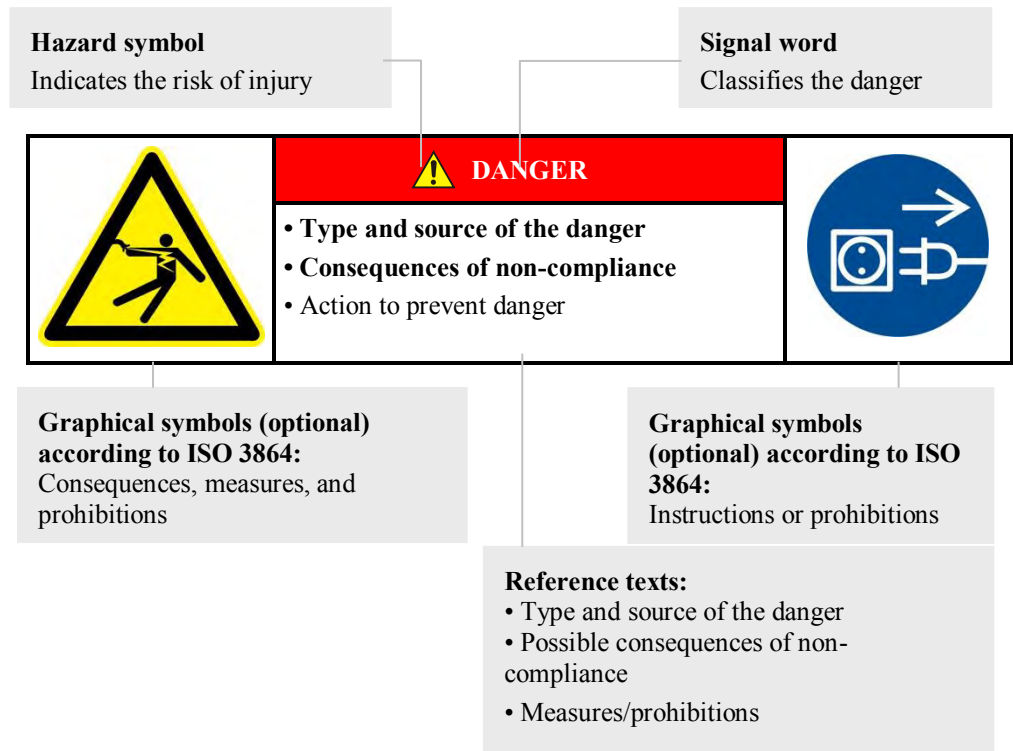 Hazard symbol
Indicates the risk of injury
Signal word
Classifies the danger
DANGER
• Type and source of the danger
• Consequences of non-compliance
• Action to prevent danger
Graphical symbols (optional)
according to ISO 3864:
Consequences, measures, and
prohibitions
Graphical symbols
(optional) according to ISO
3864:
Instructions or prohibitions
Reference texts:
• Type and source of the danger
• Possible consequences of non-
compliance
• Measures/prohibitions